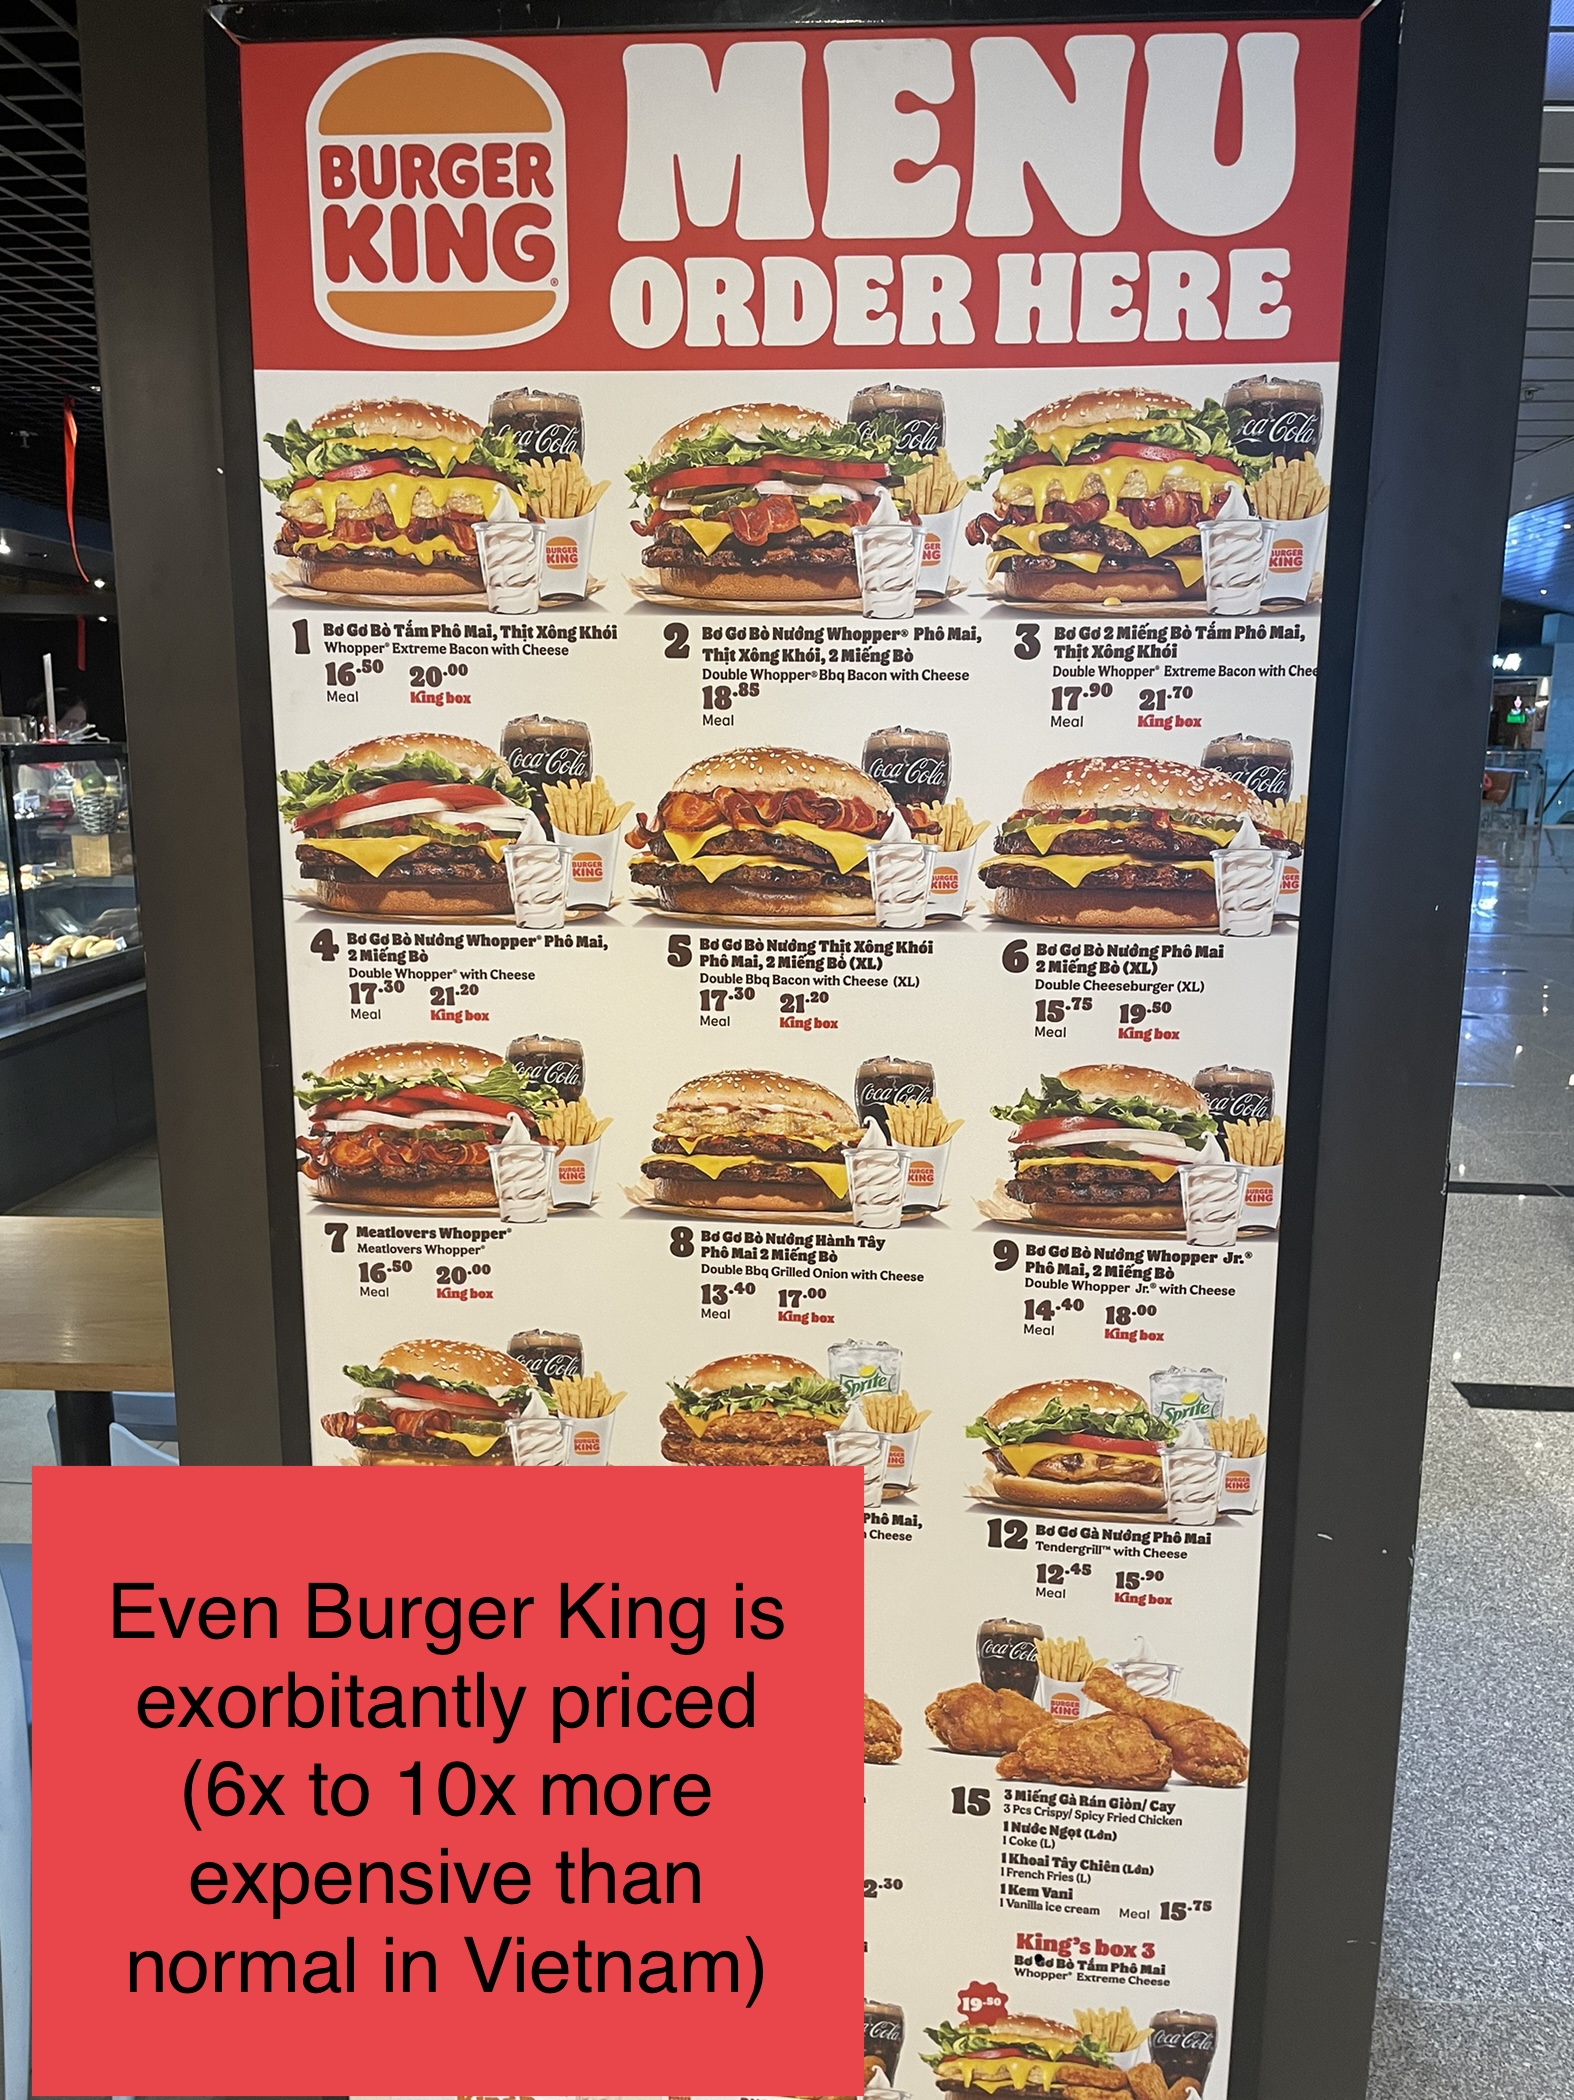 BURGER
KING®
MENU
ORDER HERE
1
Bơ Gơ Bò Tắm Phô Mai, Thịt Xông Khói
Whopper® Extreme Bacon with Cheese
16.50 20.00
Meal King box
2
Bơ Gơ Bò Nướng Whopper® Phô Mai,
Thịt Xông Khói, 2 Miếng Bò
Double Whopper® Bbq Bacon with Cheese
18.85
Meal
3
Bơ Gơ 2 Miếng Bò Tắm Phô Mai,
Thịt Xông Khói
Double Whopper® Extreme Bacon with Chee
17.90 21.70
Meal King box
4
Bơ Gơ Bò Nướng Whopper® Phô Mai,
2 Miếng Bò
Double Whopper® with Cheese
17.30 21.20
Meal King box
5
Bơ Gơ Bò Nướng Thịt Xông Khói
Phô Mai, 2 Miếng Bò (XL)
Double Bbq Bacon with Cheese (XL)
17.30 21.20
Meal King box
6
Bơ Gơ Bò Nướng Phô Mai
2 Miếng Bò (XL)
Double Cheeseburger (XL)
15.75 19.50
Meal King box
7
Meatlovers Whopper®
Meatlovers Whopper®
16.50 20.00
Meal King box
8
Bơ Gơ Bò Nướng Hành Tây
Phô Mai 2 Miếng Bò
Double Bbq Grilled Onion with Cheese
13.40 17.00
Meal King box
9
Bơ Gơ Bò Nướng Whopper Jr.®
Phô Mai, 2 Miếng Bò
Double Whopper Jr.® with Cheese
14.40 18.00
Meal King box
Sprite
Sprite
Phô Mai,
Cheese
12
Bơ Gơ Gà Nướng Phô Mai
Tendergrill™ with Cheese
12.45 15.90
Meal King box
Coca-Cola
BURGER
KING
15
3 Miếng Gà Rán Giòn/ Cay
3 Pcs Crispy/ Spicy Fried Chicken
1 Nước Ngọt (Lớn)
1 Coke (L)
1 Khoai Tây Chiên (Lớn)
1 French Fries (L)
1 Kem Vani
1 Vanilla ice cream Meal 15.75
2.30
King's box 3
Bơ Gơ Bò Tắm Phô Mai
Whopper® Extreme Cheese
19.50
Even Burger King is
exorbitantly priced
(6x to 10x more
expensive than
normal in Vietnam)